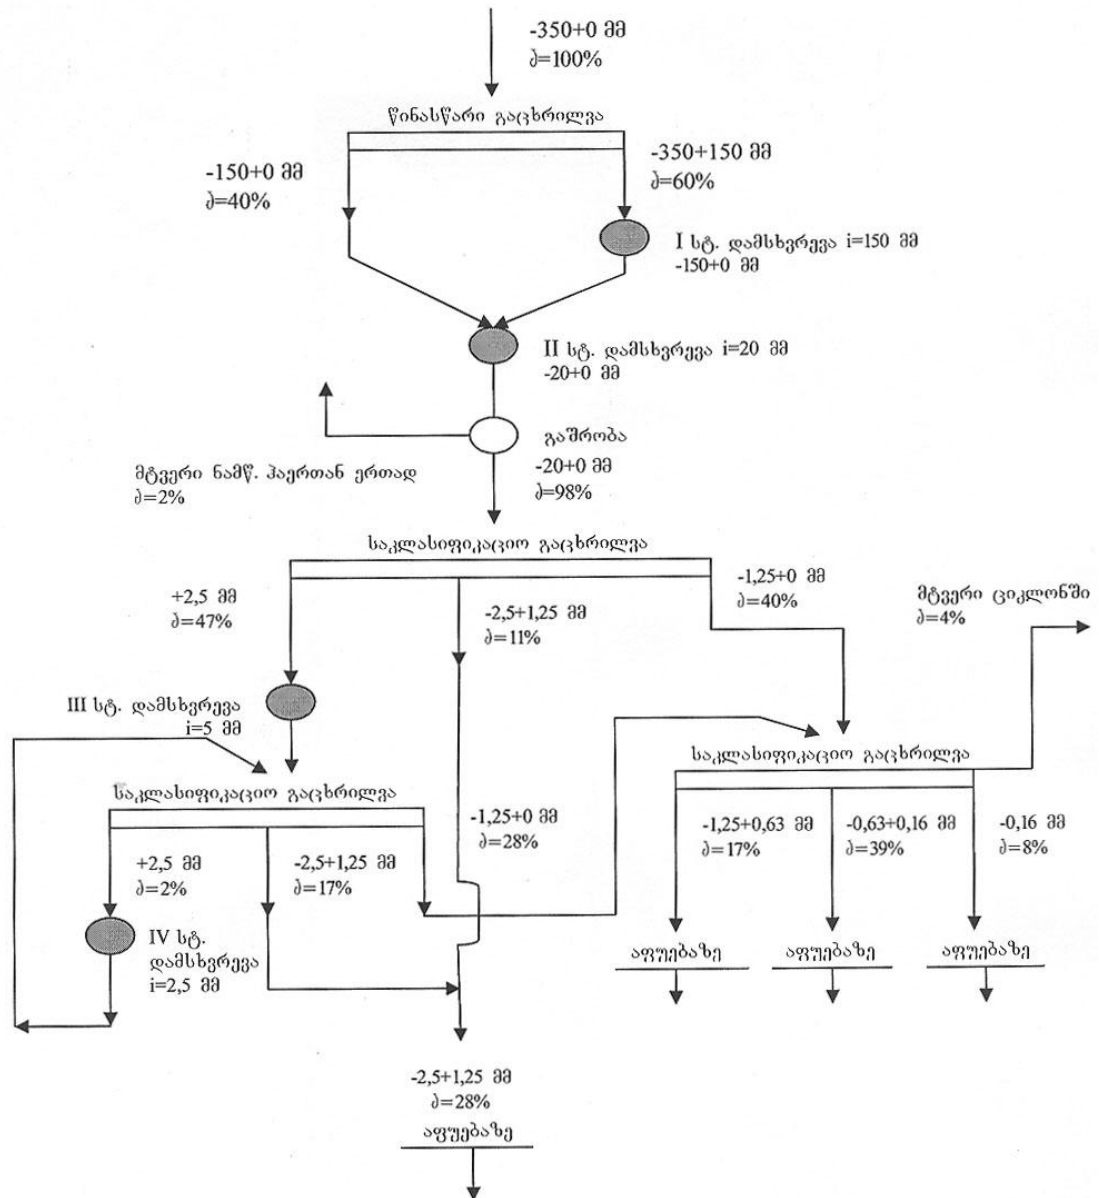 -350+0 მმ
გ=100%
წინასწარი გაცხრილვა
-150+0 მმ
გ=40%
-350+150 მმ
გ=60%
I სტ. დამსხვრევა i=150 მმ
-150+0 მმ
II სტ. დამსხვრევა i=20 მმ
-20+0 მმ
გაშრობა
-20+0 მმ
გ=98%
მტვერი ნამწ. ჰაერთან ერთად
გ=2%
საკლასიფიკაციო გაცხრილვა
+2,5 მმ
გ=47%
-2,5+1,25 მმ
გ=11%
-1,25+0 მმ
გ=40%
მტვერი ციკლონში
გ=4%
III სტ. დამსხვრევა
i=5 მმ
საკლასიფიკაციო გაცხრილვა
საკლასიფიკაციო გაცხრილვა
+2,5 მმ
გ=2%
-2,5+1,25 მმ
გ=17%
-1,25+0 მმ
გ=28%
-1,25+0,63 მმ
გ=17%
-0,63+0,16 მმ
გ=39%
-0,16 მმ
გ=8%
IV სტ.
დამსხვრევა
i=2,5 მმ
აფუებაზე
აფუებაზე
აფუებაზე
-2,5+1,25 მმ
გ=28%
აფუებაზე